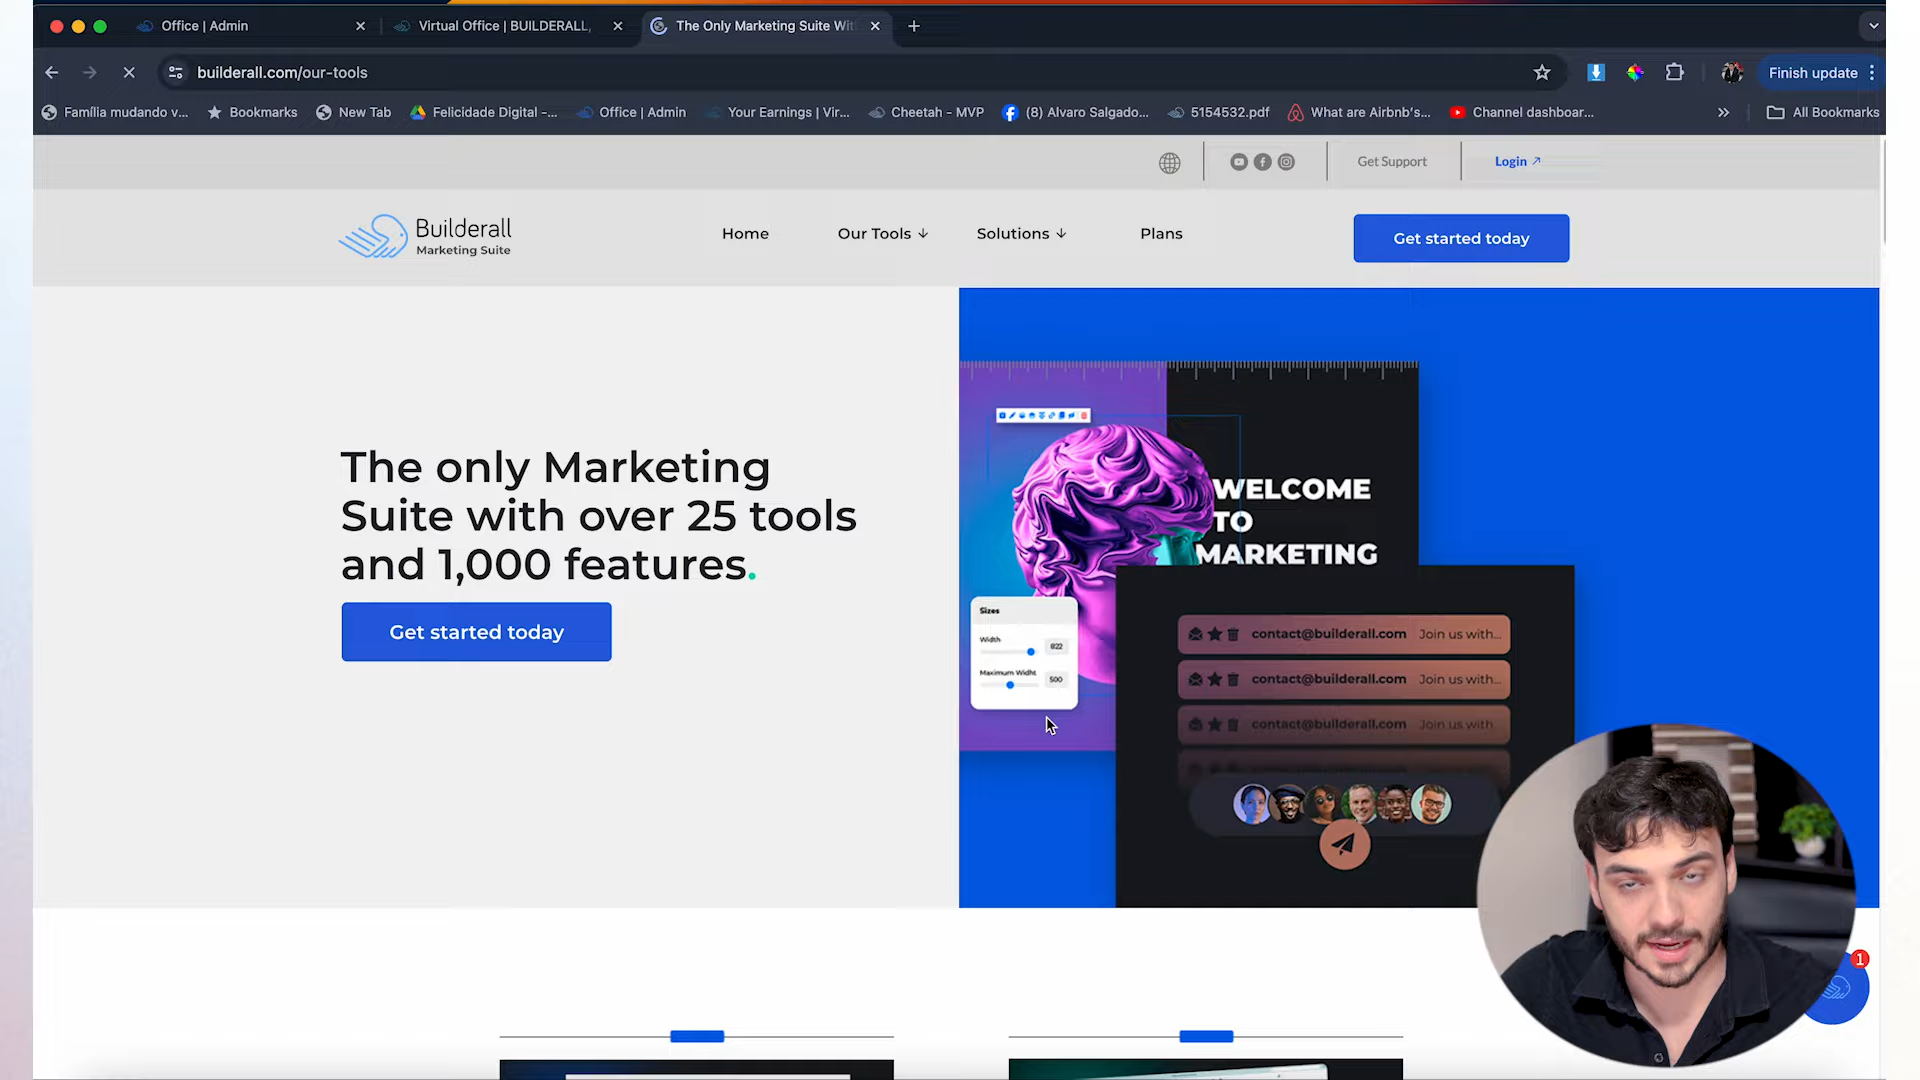 Office | Admin
Virtual Office | BUILDERALL,
The Only Marketing Suite Wit
builderall.com/our-tools
Finish update
Família mudando v...
Bookmarks
New Tab
Felicidade Digital -...
Office | Admin
Your Earnings | Vir...
Cheetah - MVP
(8) Alvaro Salgado...
5154532.pdf
What are Airbnb's...
Channel dashboar...
All Bookmarks
Get Support
Login
Builderall
Marketing Suite
Home
Our Tools
Solutions
Plans
Get started today
The only Marketing
Suite with over 25 tools
and 1,000 features.
Get started today
WELCOME
TO
MARKETING
Sizes
Width
822
Maximum Widht
500
contact@builderall.com Join us with...
contact@builderall.com Join us with...
contact@builderall.com Join us with...
1